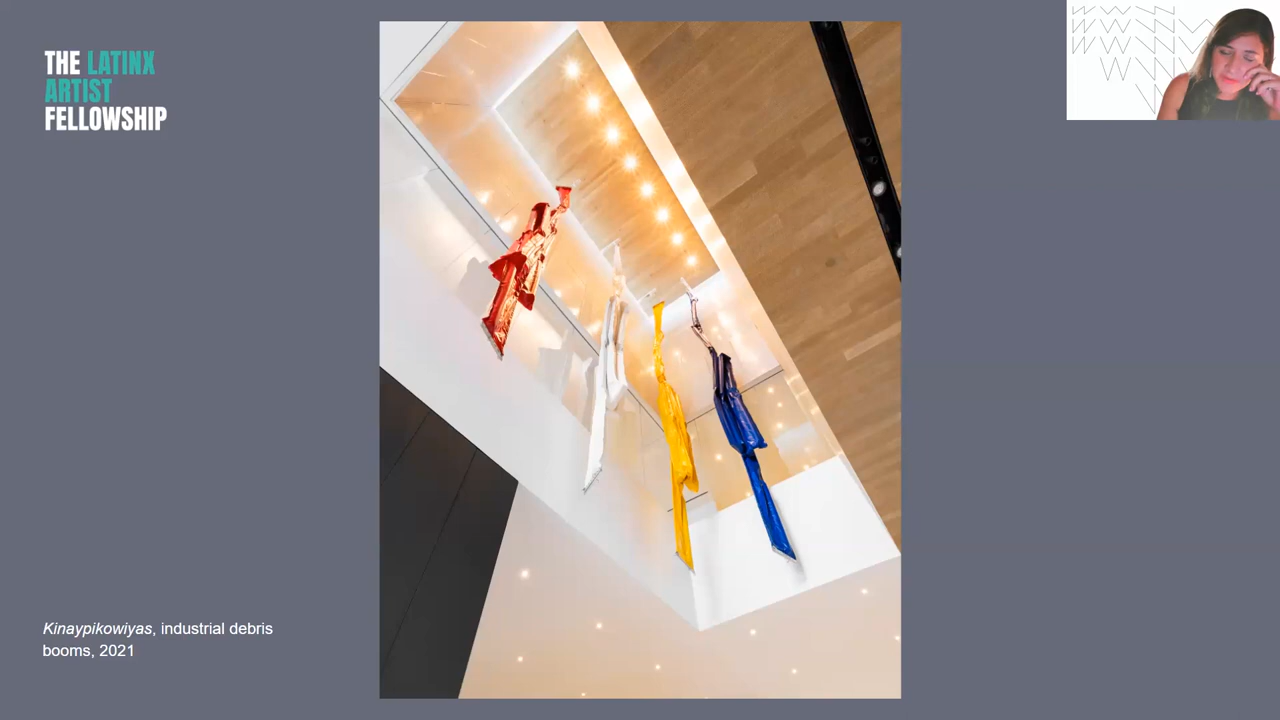 THE LATINX
ARTIST
FELLOWSHIP
Kinaypikowiyas, industrial debris
booms, 2021